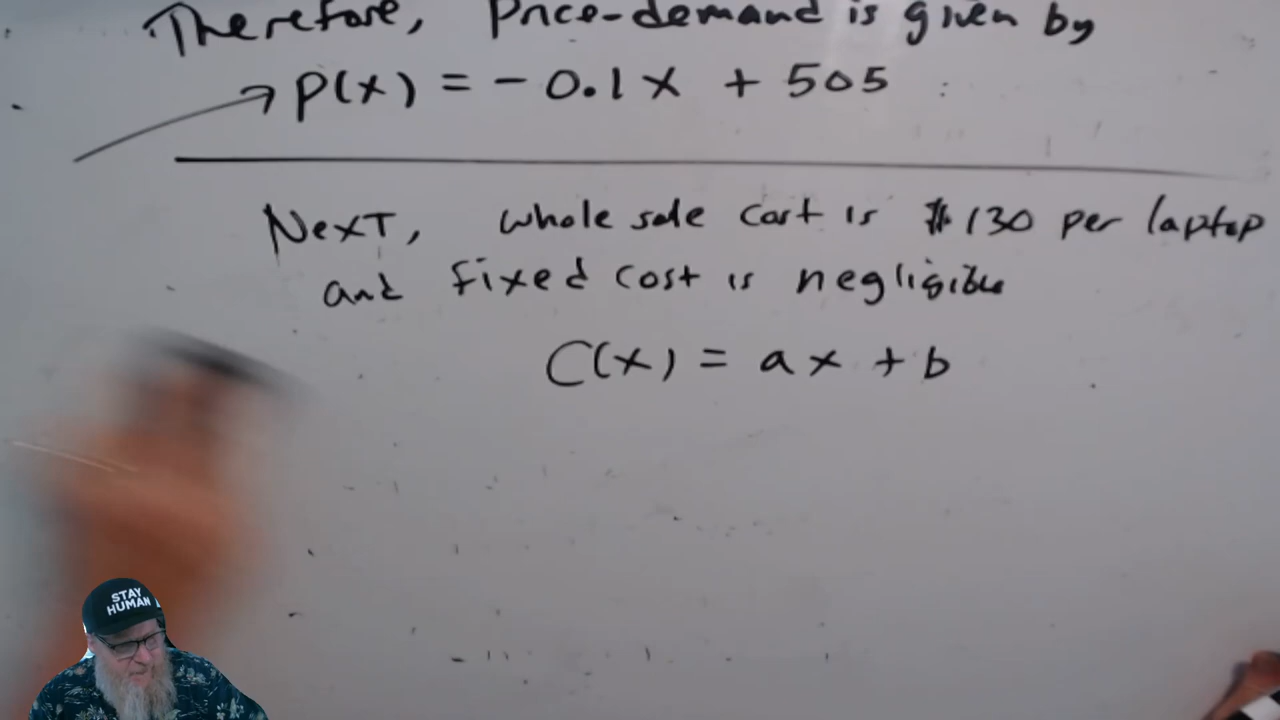 Therefore, Price-demand is given by
p(x) = -0.1x + 505
Next, whole sale cost is $130 per laptop
and fixed cost is negligible
C(x) = ax + b
STAY
HUMAN